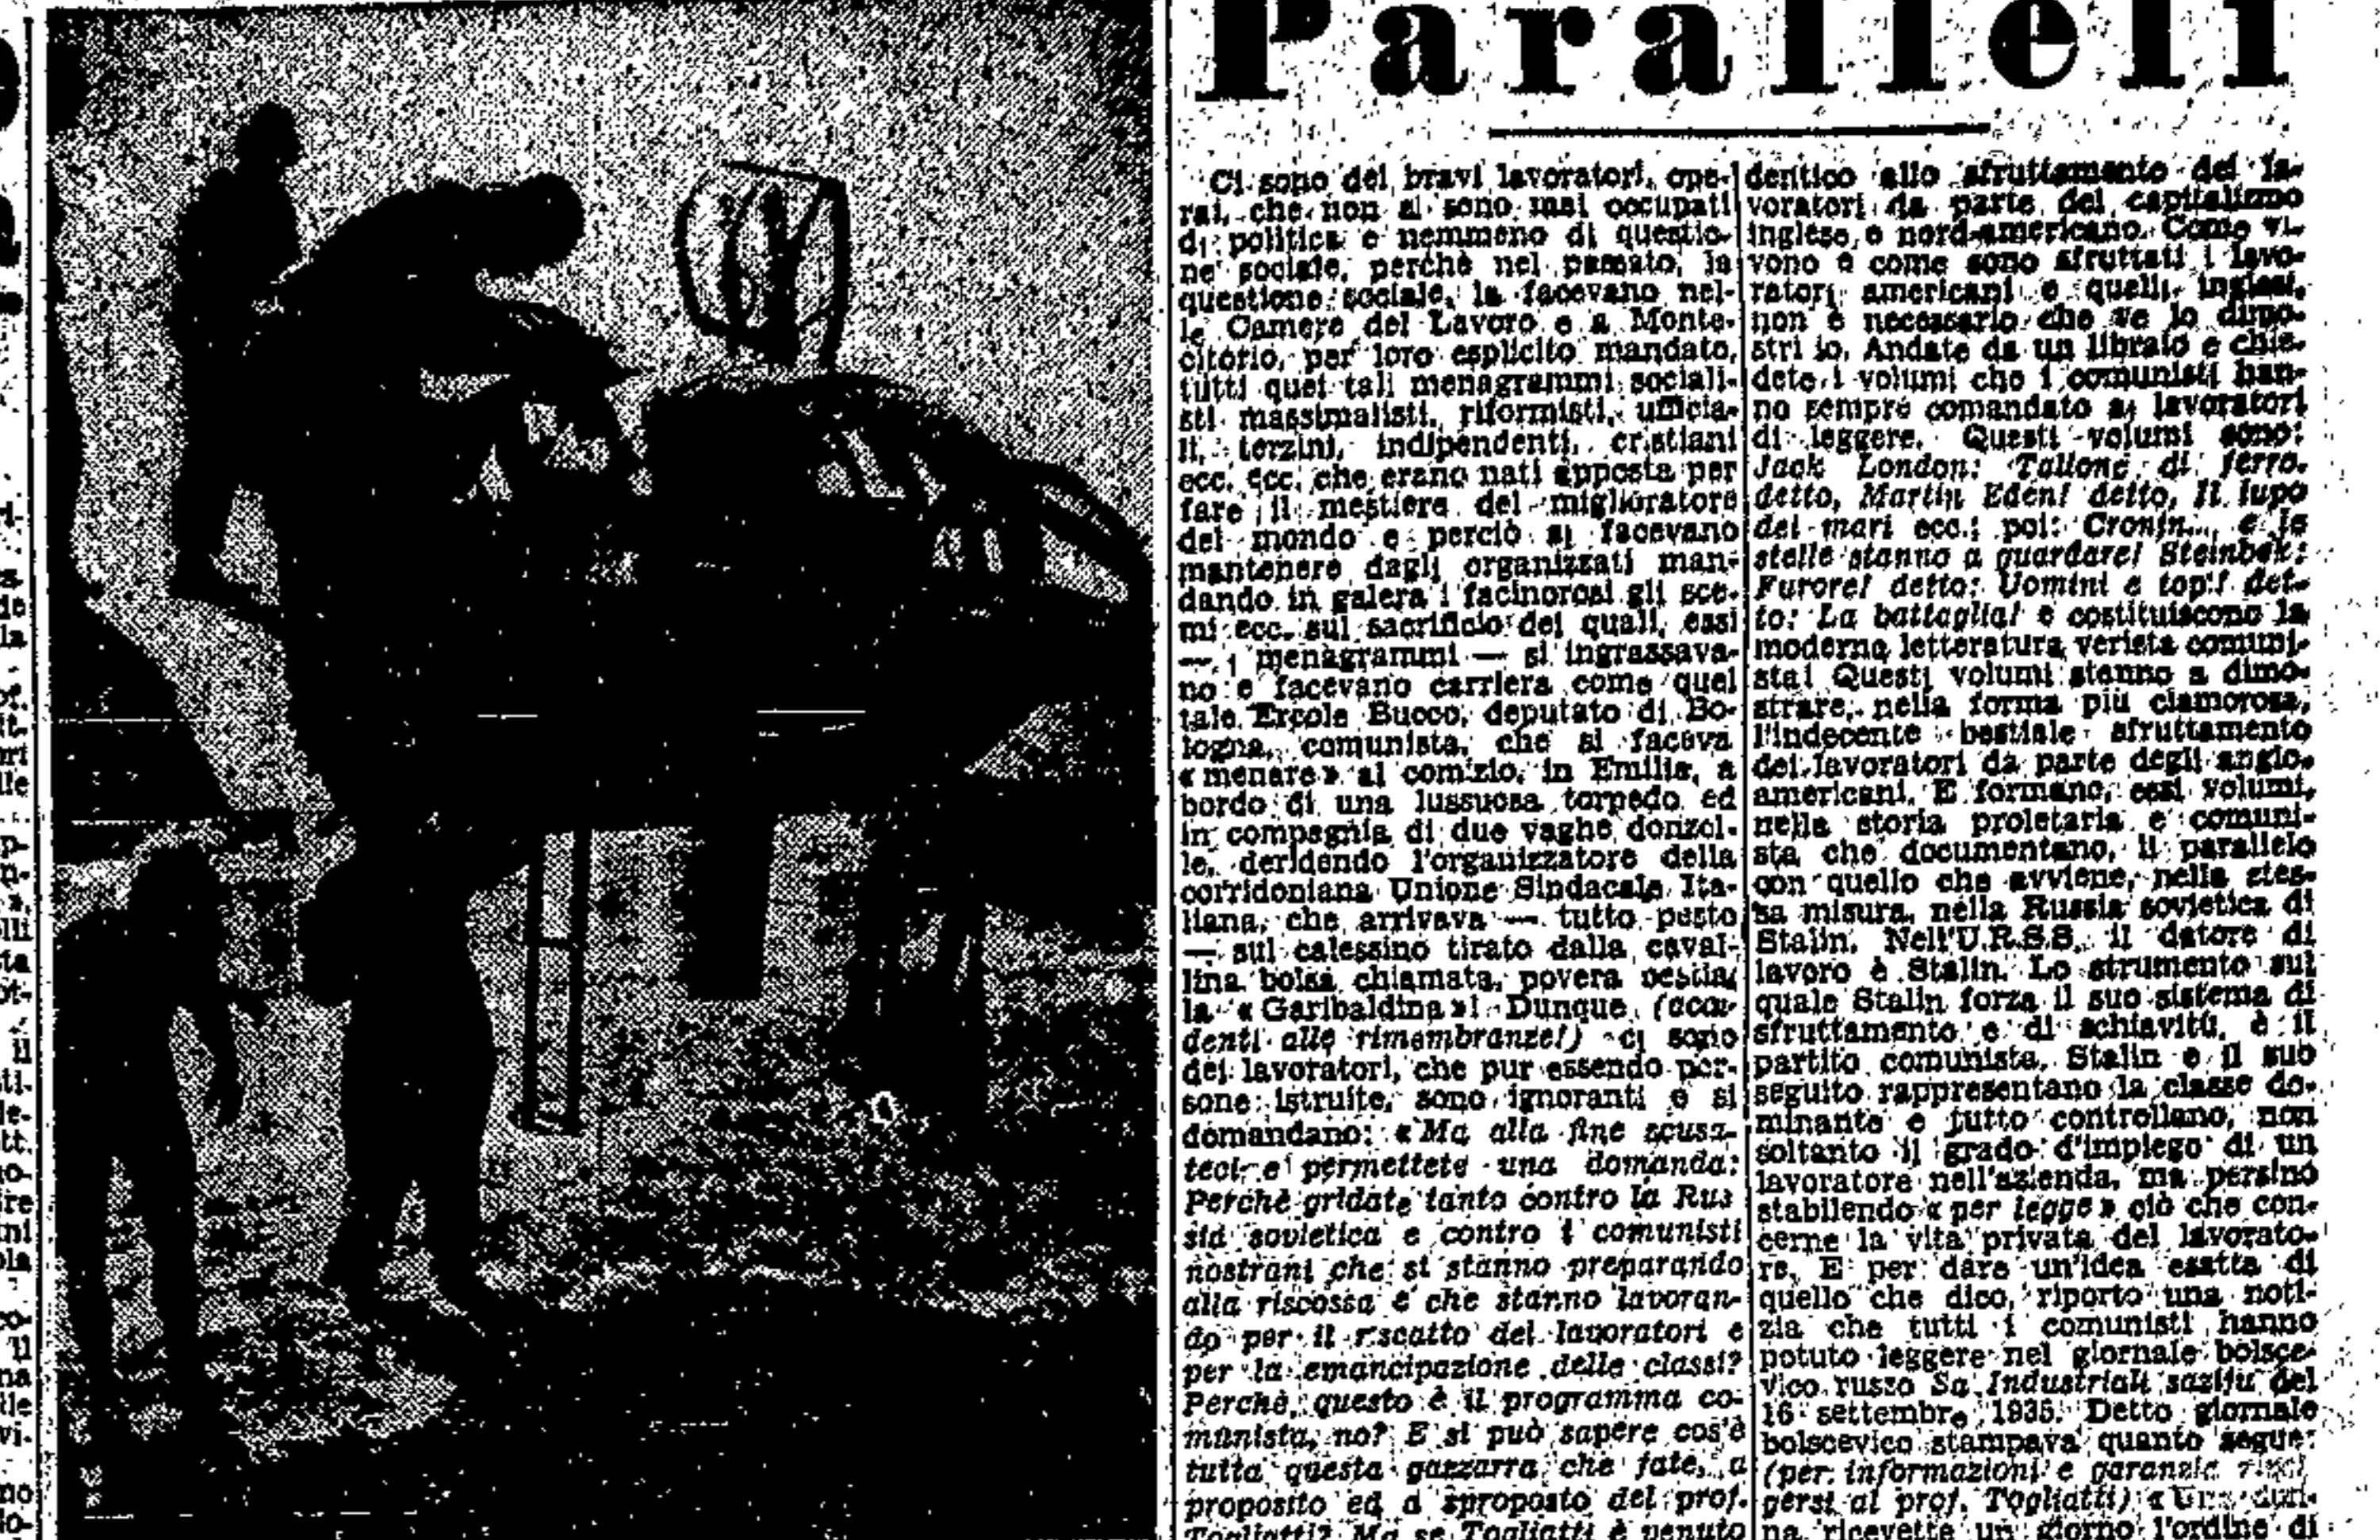 Paralleli
Ci sono dei bravi lavoratori, ope-
rai, che non si sono mai occupati
di politica e nemmeno di questio-
ne sociale, perchè nel passato, la
questione sociale, la facevano nel-
le Camere del Lavoro e a Monte-
citorio, per loro esplicito mandato,
tutti quei tali menagrammi sociali-
sti massimalisti, riformisti, ufficia-
li, terzini, indipendenti, cristiani
ecc. ecc. che erano nati apposta per
fare il mestiere del miglioratore
del mondo e perciò si facevano
mantenere dagli organizzati man-
dando in galera i facinorosi gli sce-
mi ecc. sul sacrificio dei quali, essi
— i menagrammi — si ingrassava-
no e facevano carriera come quel
tale Ercole Bucco, deputato di Bo-
logna, comunista, che si faceva
« menare » al comizio, in Emilia, a
bordo di una lussuosa torpedo ed
in compagnia di due vaghe donzel-
le, deridendo l'organizzatore della
corridoniana Unione Sindacale Ita-
liana, che arrivava — tutto pesto
— sul calessino tirato dalla caval-
lina bolsa chiamata, povera bestia,
la « Garibaldina »! Dunque (acci-
denti alle rimembranze!) ci sono
dei lavoratori, che pur essendo per-
sone istruite, sono ignoranti e si
domandano: « Ma alla fine scusa-
teci e permettete una domanda:
Perchè gridate tanto contro la Rus
sia sovietica e contro i comunisti
nostrani che si stanno preparando
alla riscossa e che stanno lavoran-
do per il riscatto dei lavoratori e
per la emancipazione delle classi?
Perchè, questo è il programma co-
munista, no? E si può sapere cos'è
tutta questa gazzarra che fate, a
proposito ed a sproposito del prof.
Togliatti? Ma se Togliatti è venuto
dentico allo sfruttamento dei la-
voratori da parte del capitalismo
inglese e nord-americano. Come vi-
vono e come sono sfruttati i lavo-
ratori americani e quelli inglesi,
non è necessario che ve lo dimo-
stri io. Andate da un libraio e chie-
dete i volumi che i comunisti han-
no sempre comandato ai lavoratori
di leggere. Questi volumi sono:
Jack London: Tallone di ferro.
detto, Martin Eden! detto, Il lupo
dei mari ecc.; poi: Cronin... e le
stelle stanno a guardare! Steinbek:
Furore! detto: Uomini e topi! det-
to: La battaglia! e costituiscono la
moderna letteratura verista comuni-
sta! Questi volumi stanno a dimo-
strare, nella forma più clamorosa,
l'indecente bestiale sfruttamento
dei lavoratori da parte degli anglo-
americani. E formano, essi volumi,
nella storia proletaria e comuni-
sta che documentano, il parallelo
con quello che avviene, nella stes-
sa misura, nella Russia sovietica di
Stalin. Nell'U.R.S.S. il datore di
lavoro è Stalin. Lo strumento sul
quale Stalin forza il suo sistema di
sfruttamento e di schiavitù, è il
partito comunista. Stalin e il suo
seguito rappresentano la classe do-
minante e tutto controllano, non
soltanto il grado d'impiego di un
lavoratore nell'azienda, ma persino
stabilendo « per legge » ciò che con-
cerne la vita privata del lavorato-
re. E per dare un'idea esatta di
quello che dico, riporto una noti-
zia che tutti i comunisti hanno
potuto leggere nel giornale bolsce-
vico russo Sa Industriali saziju del
16 settembre 1935. Detto giornale
bolscevico stampava quanto segue:
(per informazioni e garanzia rivol
gersi al prof. Togliatti) « Una
na ricevette un giorno l'ordine di